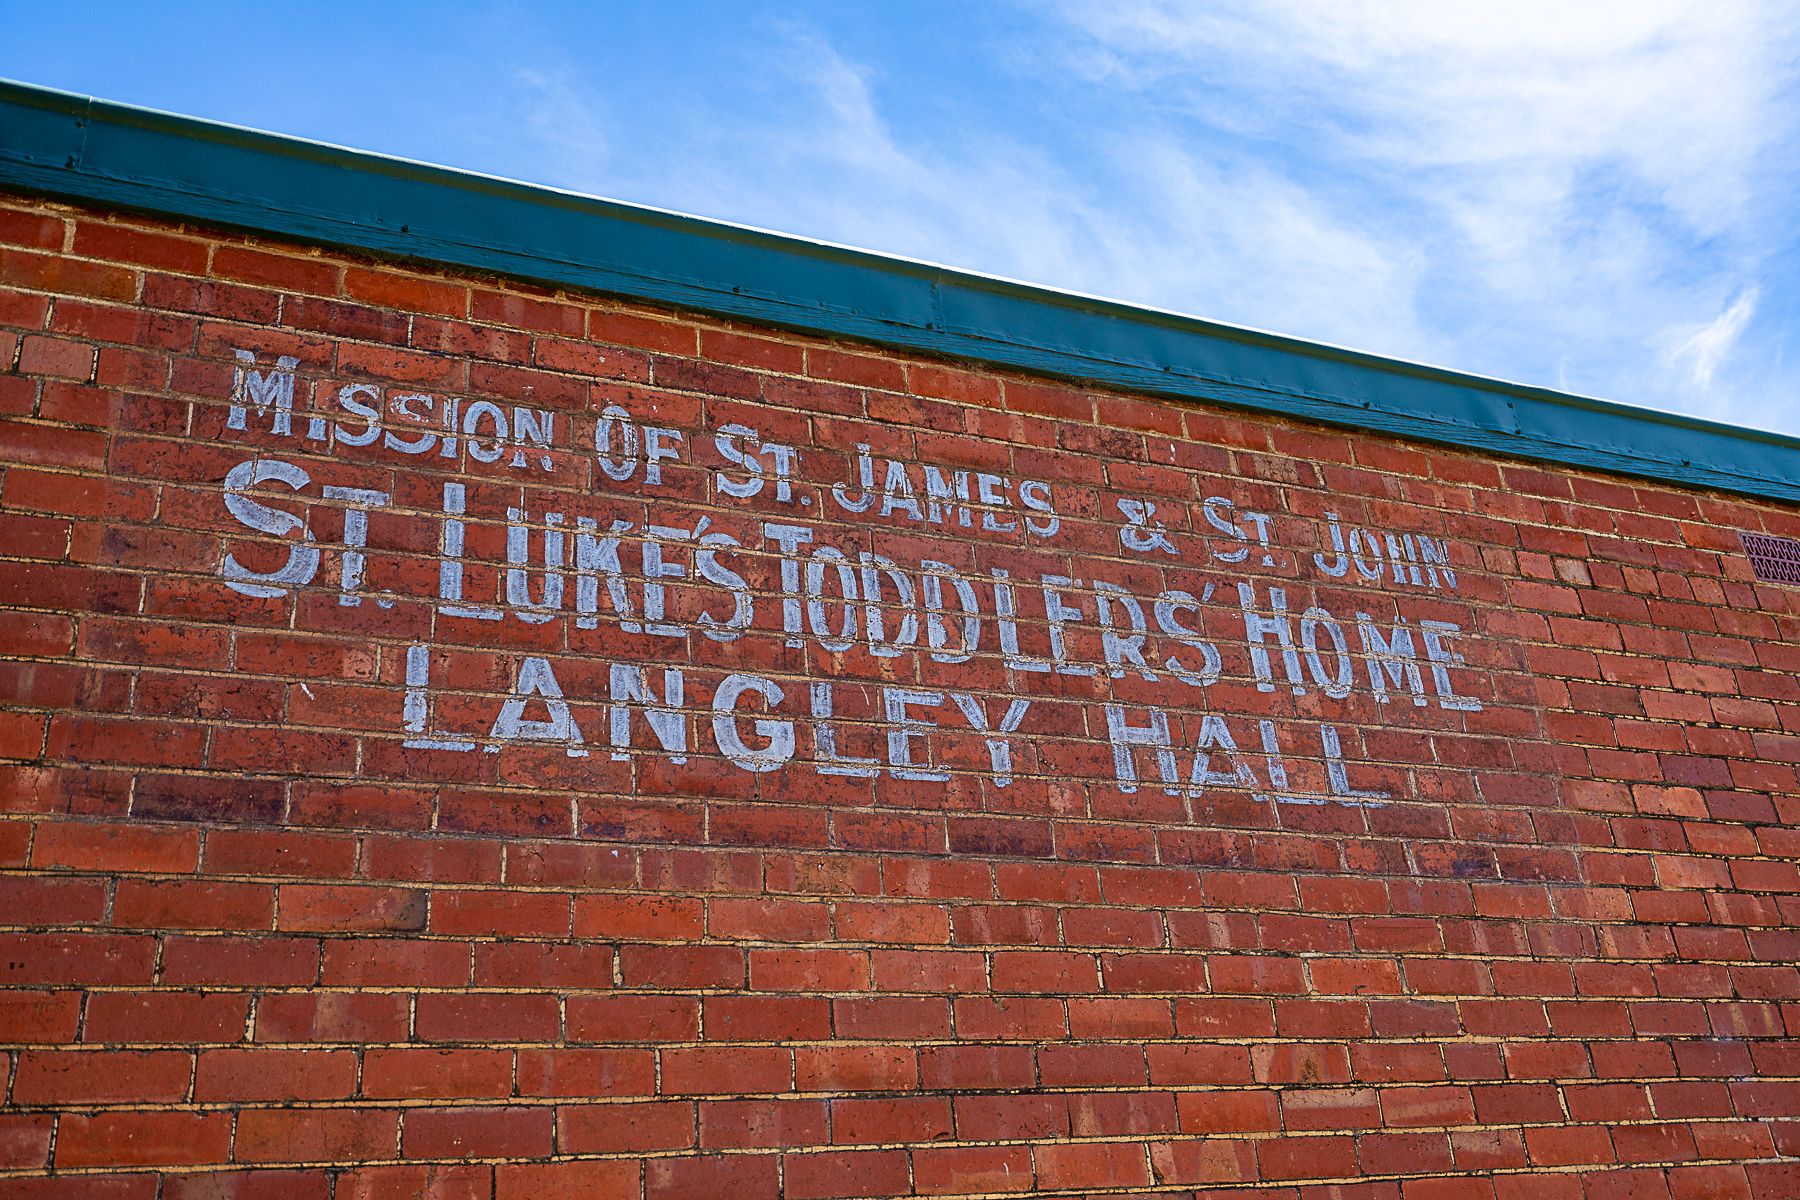 MISSION OF ST. JAMES & ST. JOHN
ST. LUKE'S TODDLERS' HOME
LANGLEY HALL